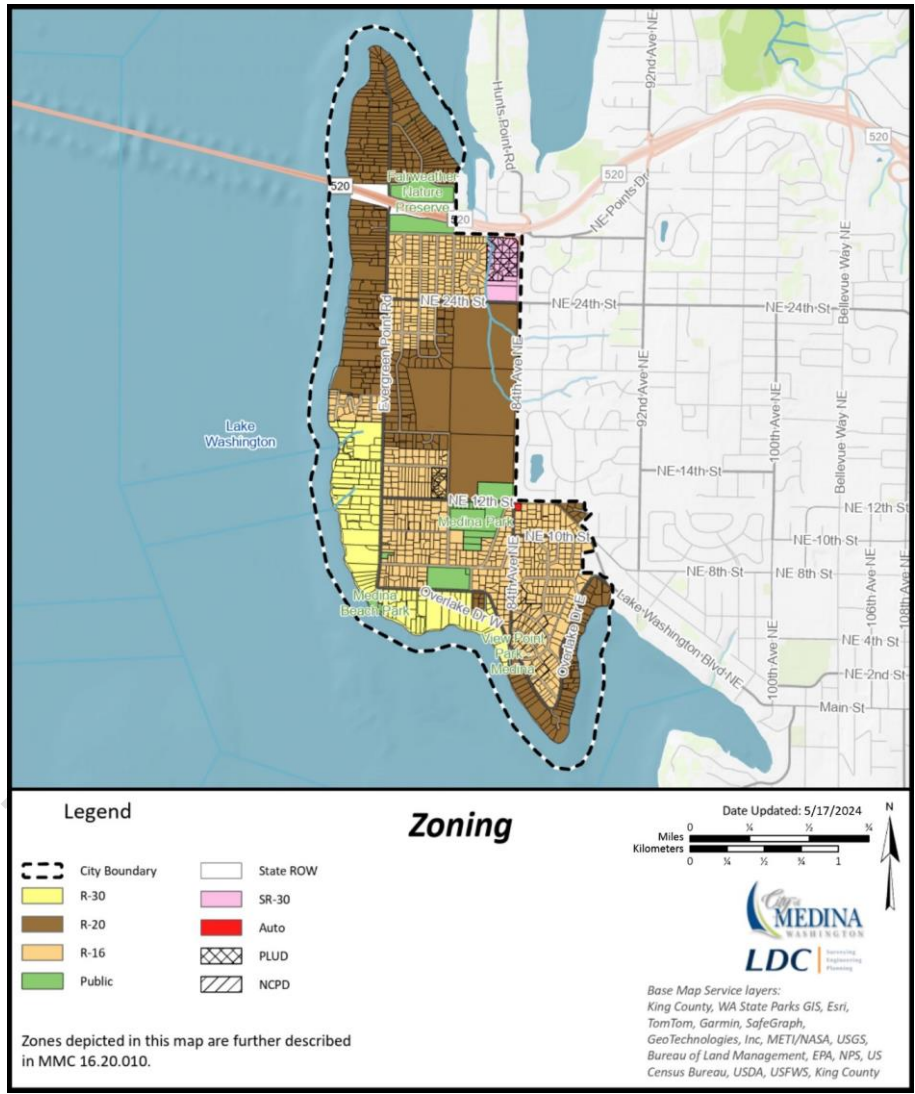 Hunts Point Rd
92nd Ave NE
520
520
520
520
NE Points Dr
Bellevue Way NE
Fairweather
Nature
Preserve
NE 24th St
NE 24th St
NE 24th St
Evergreen Point Rd
84th Ave NE
92nd Ave NE
100th Ave NE
Bellevue Way NE
Lake
Washington
NE 14th St
NE 12th St
NE 12th St
Medina Park
NE 10th St
NE 10th St
84th Ave NE
NE 8th St
NE 8th St
Medina
Beach Park
Overlake Dr W
View Point
Park
Medina
Overlake Dr E
Lake Washington Blvd NE
100th Ave NE
106th Ave NE
108th Ave NE
NE 4th St
NE 2nd St
Main St
Legend
Zoning
Date Updated: 5/17/2024
N
Miles
0 ¼ ½ ¾
Kilometers
0 ¼ ½ ¾ 1
City Boundary
State ROW
R-30
SR-30
R-20
Auto
R-16
PLUD
Public
NCPD
City of
MEDINA
WASHINGTON
LDC
Surveying
Engineering
Planning
Base Map Service layers:
King County, WA State Parks GIS, Esri,
TomTom, Garmin, SafeGraph,
GeoTechnologies, Inc, METI/NASA, USGS,
Bureau of Land Management, EPA, NPS, US
Census Bureau, USDA, USFWS, King County
Zones depicted in this map are further described
in MMC 16.20.010.